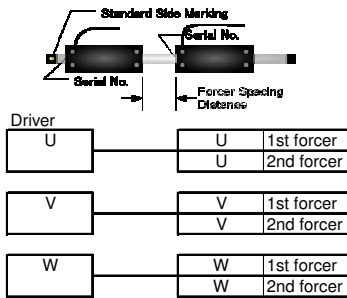 Standard Side Marking
Serial No.
Serial No.
Forcer Spacing
Distance
Driver
U U 1st forcer
U 2nd forcer
V V 1st forcer
V 2nd forcer
W W 1st forcer
W 2nd forcer